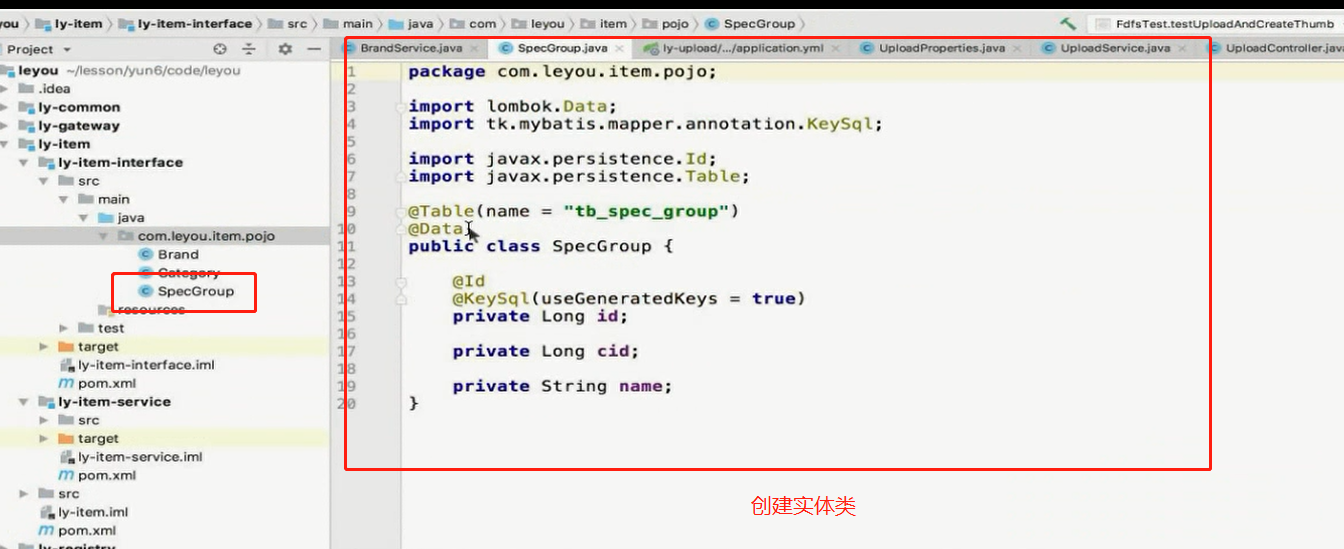 you
ly-item
ly-item-interface
src
main
java
com
leyou
item
pojo
SpecGroup
FdfsTest.testUploadAndCreateThumb
Project
BrandService.java
SpecGroup.java
ly-upload/.../application.yml
UploadProperties.java
UploadService.java
UploadController.java
leyou ~/lesson/yun6/code/leyou
.idea
ly-common
ly-gateway
ly-item
ly-item-interface
src
main
java
com.leyou.item.pojo
Brand
Category
SpecGroup
resources
test
target
ly-item-interface.iml
pom.xml
ly-item-service
src
target
ly-item-service.iml
pom.xml
src
ly-item.iml
pom.xml
ly-registry
1 package com.leyou.item.pojo;
2
3 import lombok.Data;
4 import tk.mybatis.mapper.annotation.KeySql;
5
6 import javax.persistence.Id;
7 import javax.persistence.Table;
8
9 @Table(name = "tb_spec_group")
10 @Data
11 public class SpecGroup {
12
13 @Id
14 @KeySql(useGeneratedKeys = true)
15 private Long id;
16
17 private Long cid;
18
19 private String name;
20 }
创建实体类